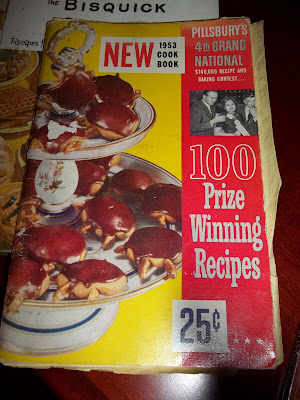 the
BISQUICK
Recipes
NEW
1953
COOK
BOOK
PILLSBURY'S
4th GRAND
NATIONAL
$100,000 RECIPE AND
BAKING CONTEST...
100
Prize
Winning
Recipes
25¢